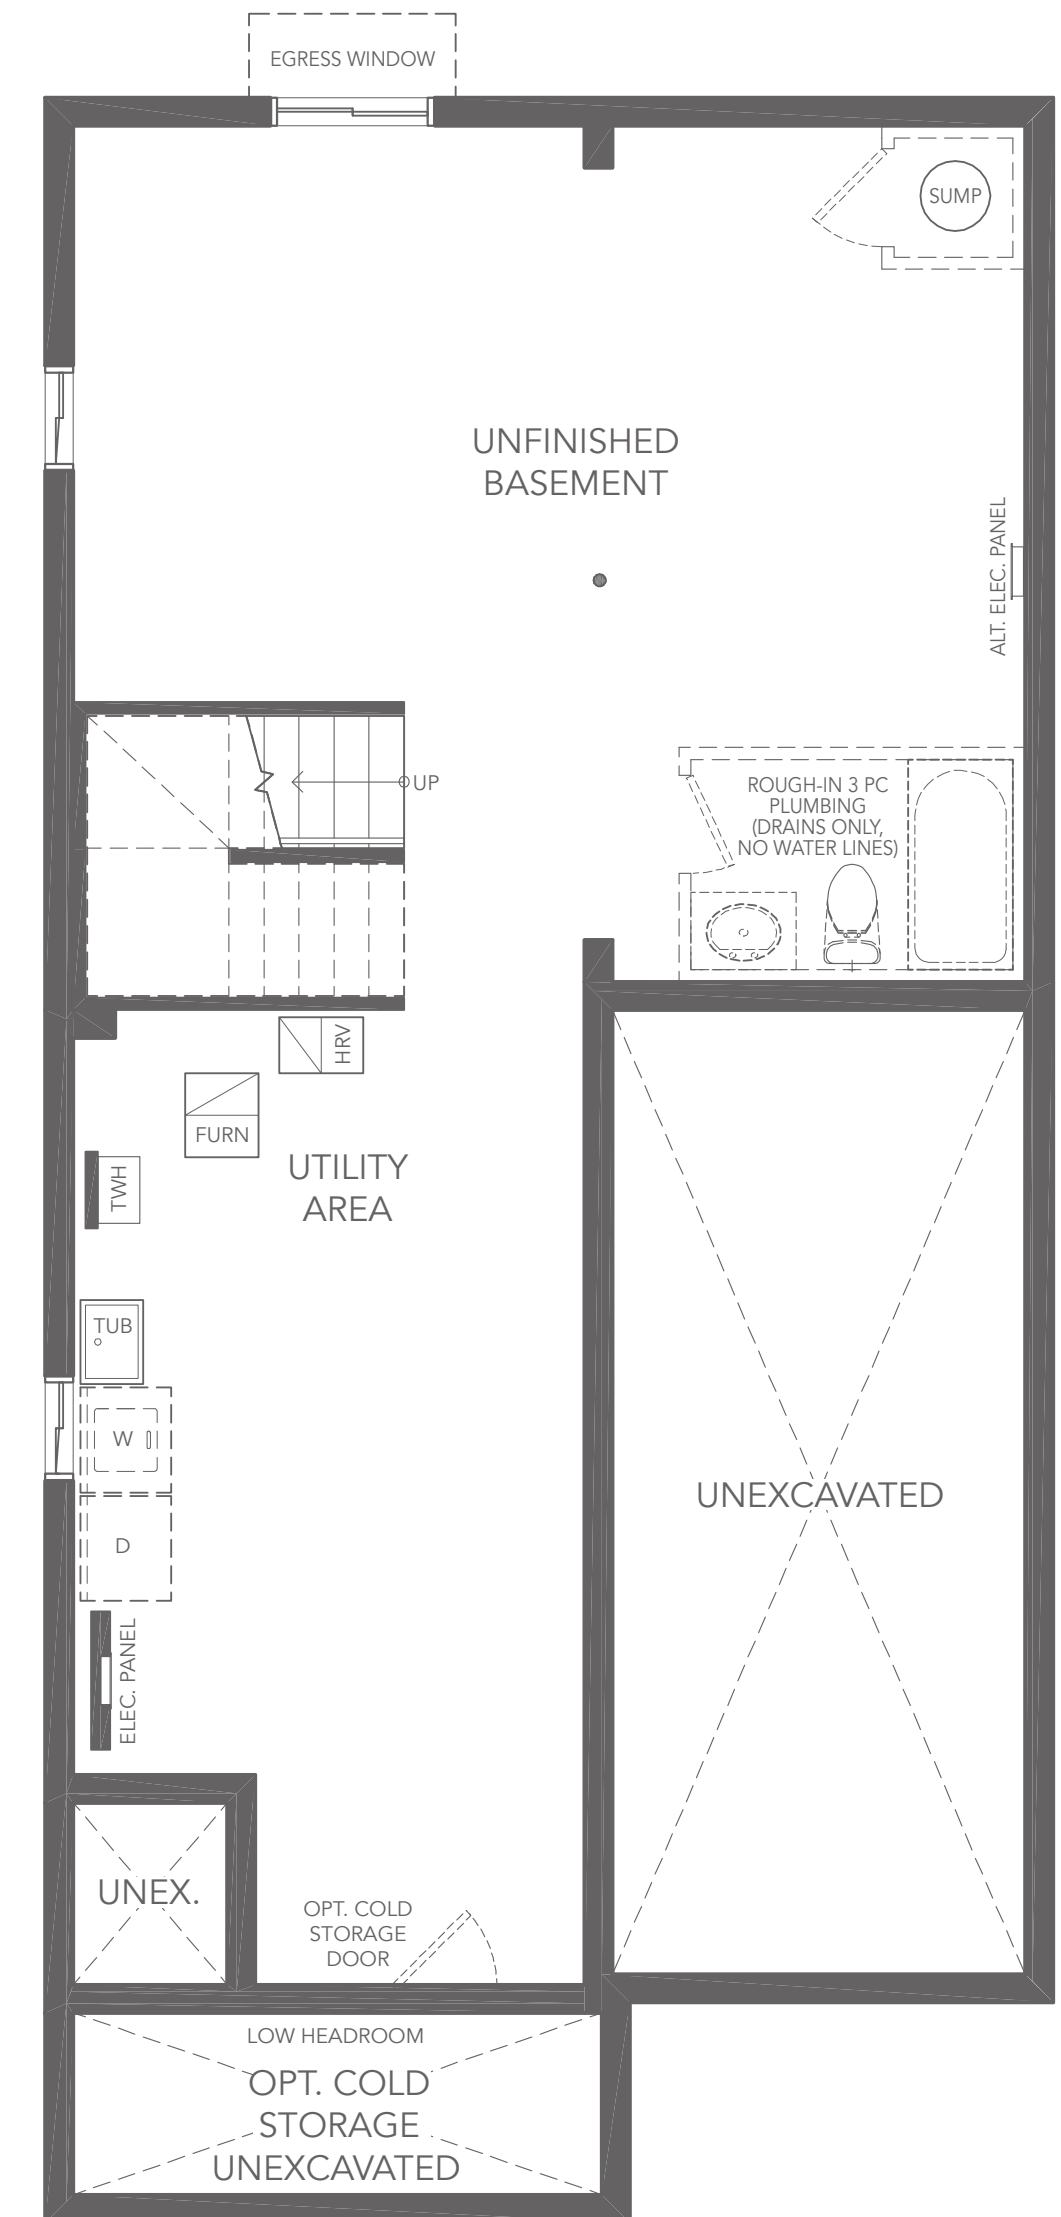 EGRESS WINDOW
SUMP
UNFINISHED
BASEMENT
ALT. ELEC. PANEL
UP
ROUGH-IN 3 PC
PLUMBING
(DRAINS ONLY,
NO WATER LINES)
HRV
FURN
TWH
UTILITY
AREA
TUB
W
D
ELEC. PANEL
UNEXCAVATED
UNEX.
OPT. COLD
STORAGE
DOOR
LOW HEADROOM
OPT. COLD
STORAGE
UNEXCAVATED